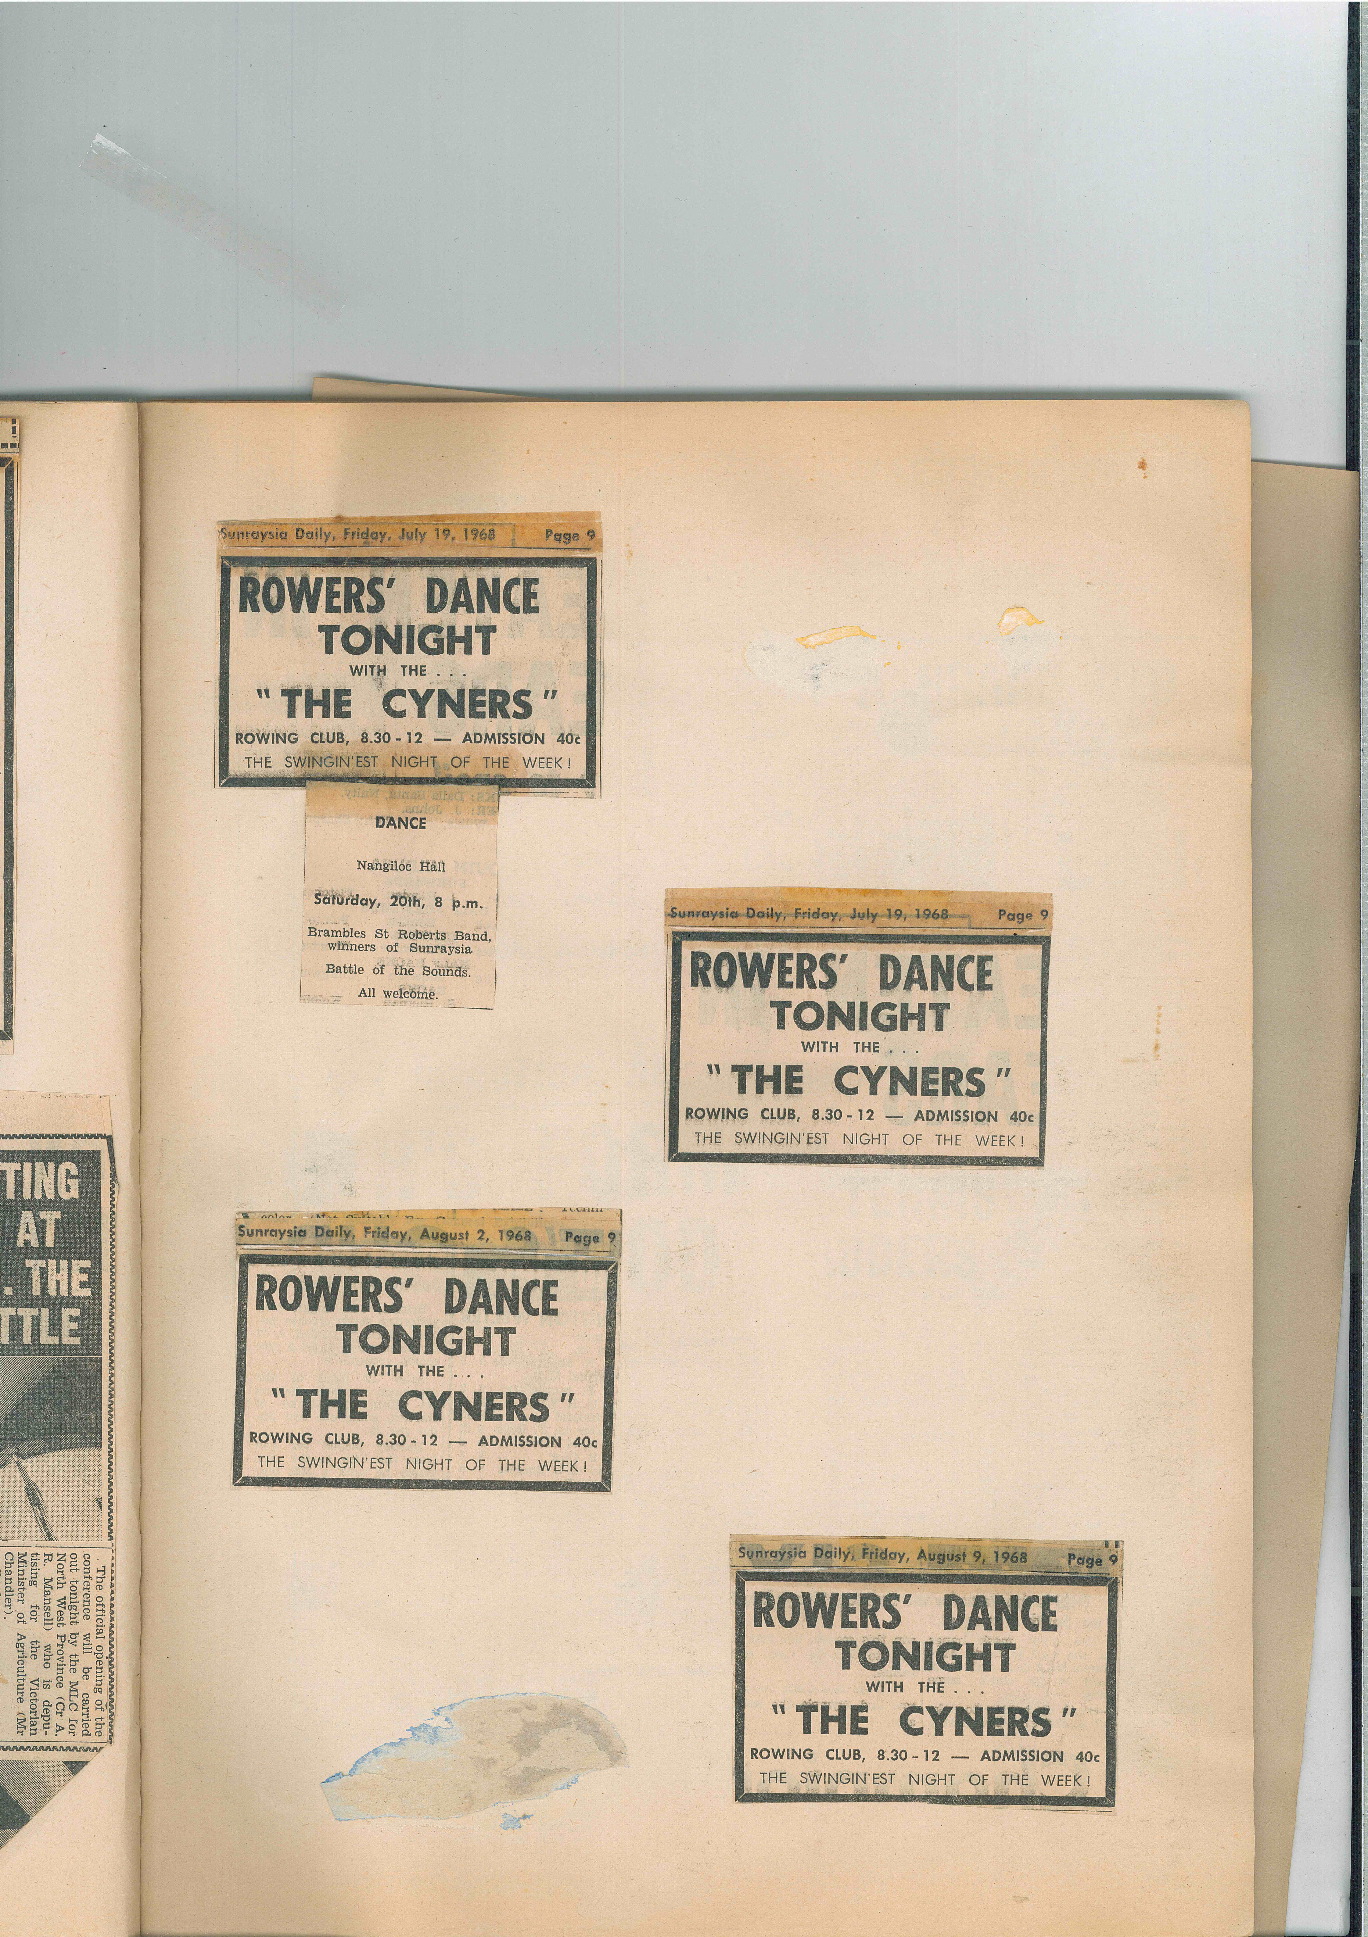 Sunraysia Daily, Friday, July 19, 1968 Page 9
ROWERS' DANCE
TONIGHT
WITH THE . . .
" THE CYNERS "
ROWING CLUB, 8.30 - 12 — ADMISSION 40c
THE SWINGIN'EST NIGHT OF THE WEEK!
DANCE
Nangiloc Hall
Saturday, 20th, 8 p.m.
Brambles St Roberts Band,
winners of Sunraysia
Battle of the Sounds.
All welcome.
Sunraysia Daily, Friday, July 19, 1968 Page 9
ROWERS' DANCE
TONIGHT
WITH THE . . .
" THE CYNERS "
ROWING CLUB, 8.30 - 12 — ADMISSION 40c
THE SWINGIN'EST NIGHT OF THE WEEK!
Sunraysia Daily, Friday, August 2, 1968 Page 9
ROWERS' DANCE
TONIGHT
WITH THE . . .
" THE CYNERS "
ROWING CLUB, 8.30 - 12 — ADMISSION 40c
THE SWINGIN'EST NIGHT OF THE WEEK!
Sunraysia Daily, Friday, August 9, 1968 Page 9
ROWERS' DANCE
TONIGHT
WITH THE . . .
" THE CYNERS "
ROWING CLUB, 8.30 - 12 — ADMISSION 40c
THE SWINGIN'EST NIGHT OF THE WEEK!
TING
AT
. THE
TTLE
The official opening of the
conference will be carried
out tonight by the MLC for
North West Province (Cr A.
R. Mansell) who is depu-
tising for the Victorian
Minister of Agriculture (Mr
Chandler).